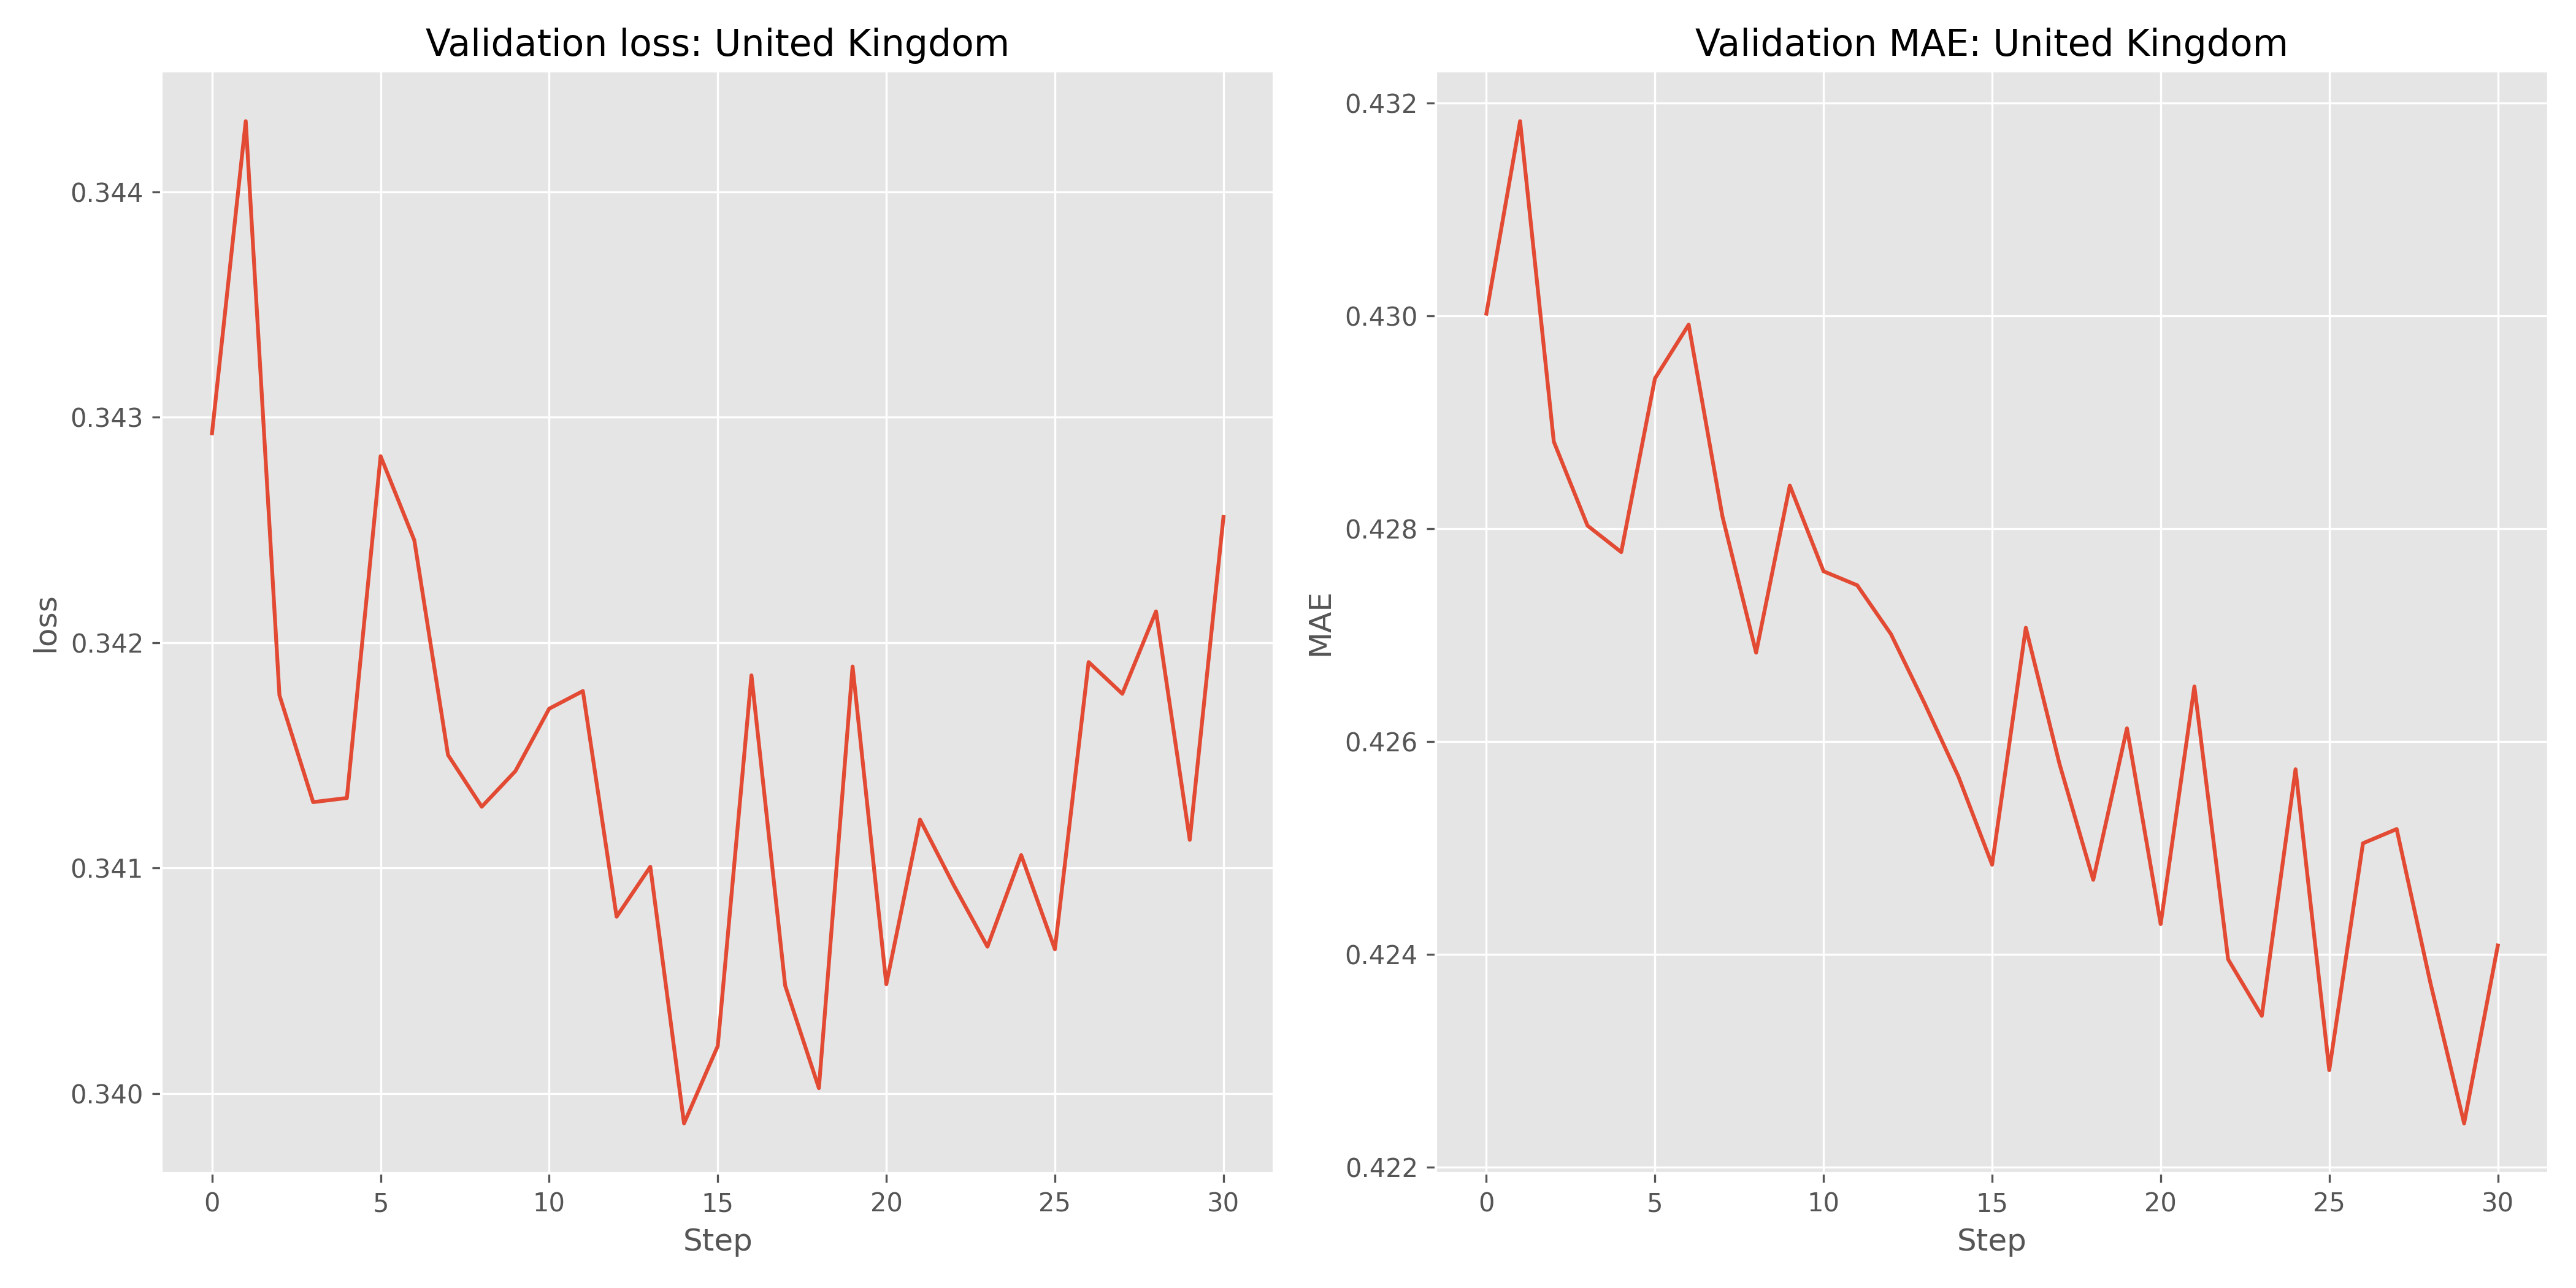 Validation loss: United Kingdom
0.344
0.343
0.342
0.341
0.340
loss
0 5 10 15 20 25 30
Step
Validation MAE: United Kingdom
0.432
0.430
0.428
0.426
0.424
0.422
MAE
0 5 10 15 20 25 30
Step